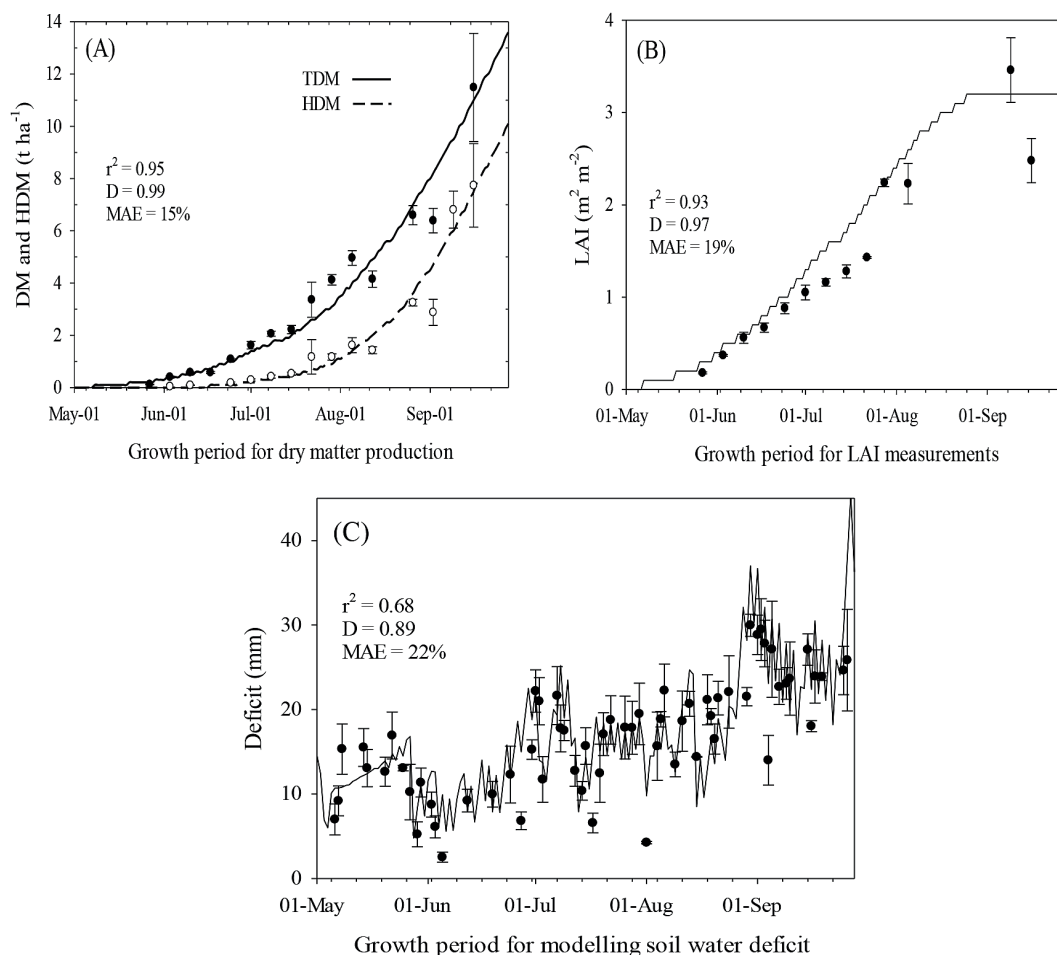 (A)
TDM
HDM
r² = 0.95
D = 0.99
MAE = 15%
DM and HDM (t ha⁻¹)
14
12
10
8
6
4
2
0
May-01 Jun-01 Jul-01 Aug-01 Sep-01
Growth period for dry matter production
(B)
r² = 0.93
D = 0.97
MAE = 19%
LAI (m² m⁻²)
4
3
2
1
0
01-May 01-Jun 01-Jul 01-Aug 01-Sep
Growth period for LAI measurements
(C)
r² = 0.68
D = 0.89
MAE = 22%
Deficit (mm)
40
30
20
10
0
01-May 01-Jun 01-Jul 01-Aug 01-Sep
Growth period for modelling soil water deficit